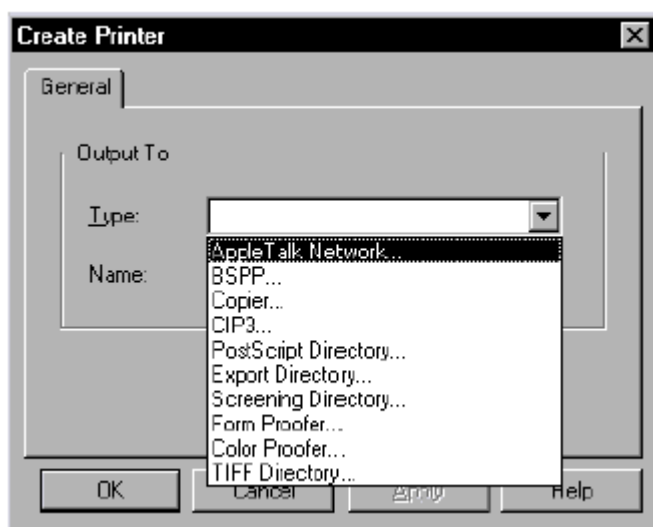 Create Printer
General
Output To
Type:
AppleTalk Network...
Name:
BSPP...
Copier...
CIP3...
PostScript Directory...
Export Directory...
Screening Directory...
Form Proofer...
Color Proofer...
TIFF Directory...
OK
Cancel
Apply
Help